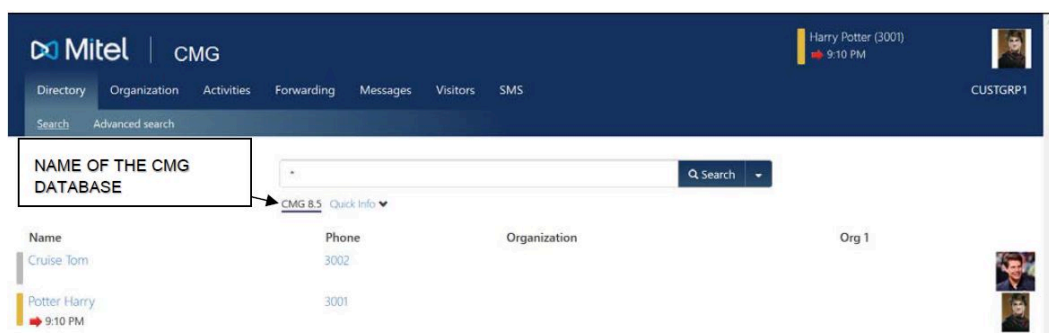 Mitel | CMG
Harry Potter (3001)
9:10 PM
Directory Organization Activities Forwarding Messages Visitors SMS
CUSTGRP1
Search Advanced search
NAME OF THE CMG
DATABASE
*
Search
CMG 8.5 Quick Info
Name Phone Organization Org 1
Cruise Tom 3002
Potter Harry 3001
9:10 PM